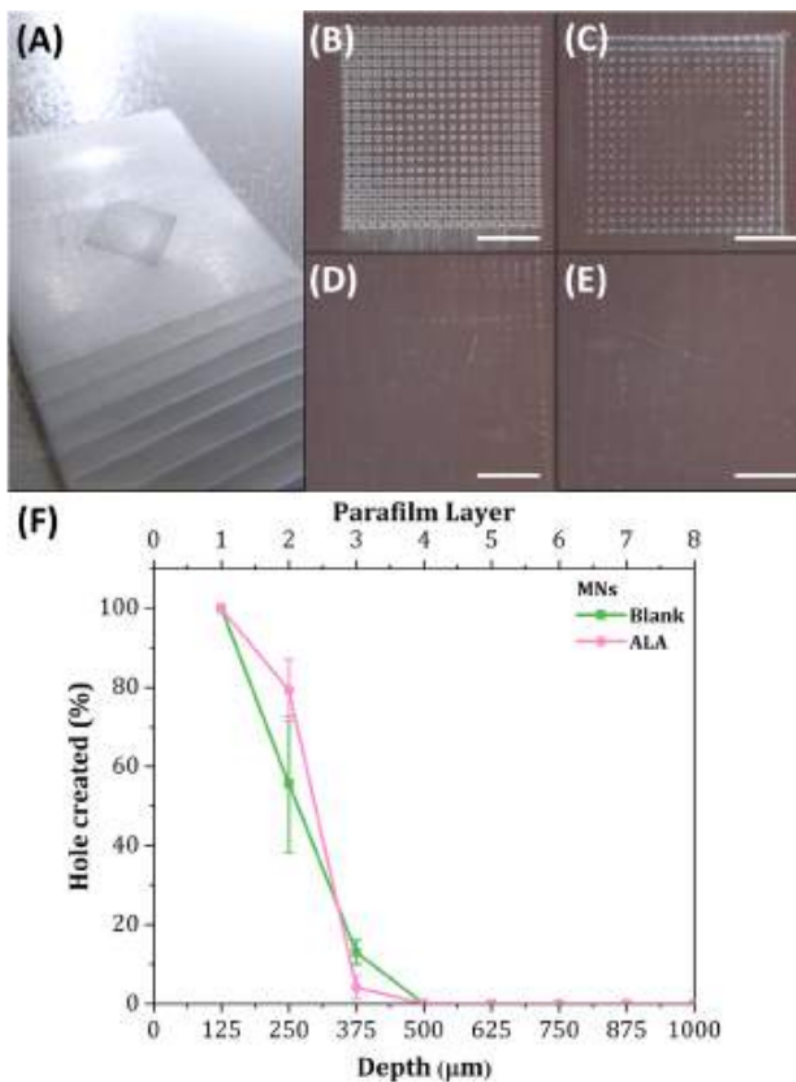 (A)
(B)
(C)
(D)
(E)
(F)
Parafilm Layer
0 1 2 3 4 5 6 7 8
MNs
Blank
ALA
100
80
60
40
20
0
Hole created (%)
0 125 250 375 500 625 750 875 1000
Depth (μm)